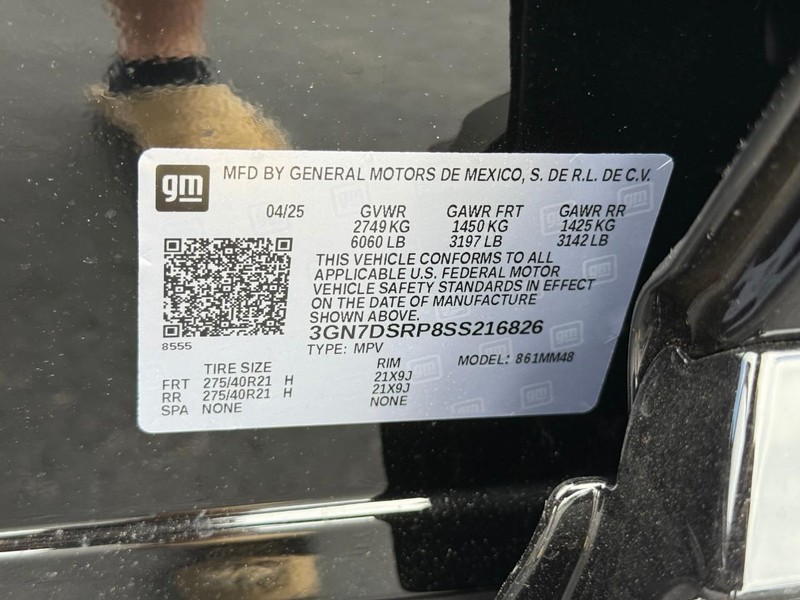 gm MFD BY GENERAL MOTORS DE MEXICO, S. DE R.L. DE C.V.
04/25 GVWR GAWR FRT GAWR RR
2749 KG 1450 KG 1425 KG
6060 LB 3197 LB 3142 LB
THIS VEHICLE CONFORMS TO ALL
APPLICABLE U.S. FEDERAL MOTOR
VEHICLE SAFETY STANDARDS IN EFFECT
ON THE DATE OF MANUFACTURE
SHOWN ABOVE.
3GN7DSRP8SS216826
8555 TYPE: MPV MODEL: 861MM48
TIRE SIZE RIM
FRT 275/40R21 H 21X9J
RR 275/40R21 H 21X9J
SPA NONE NONE